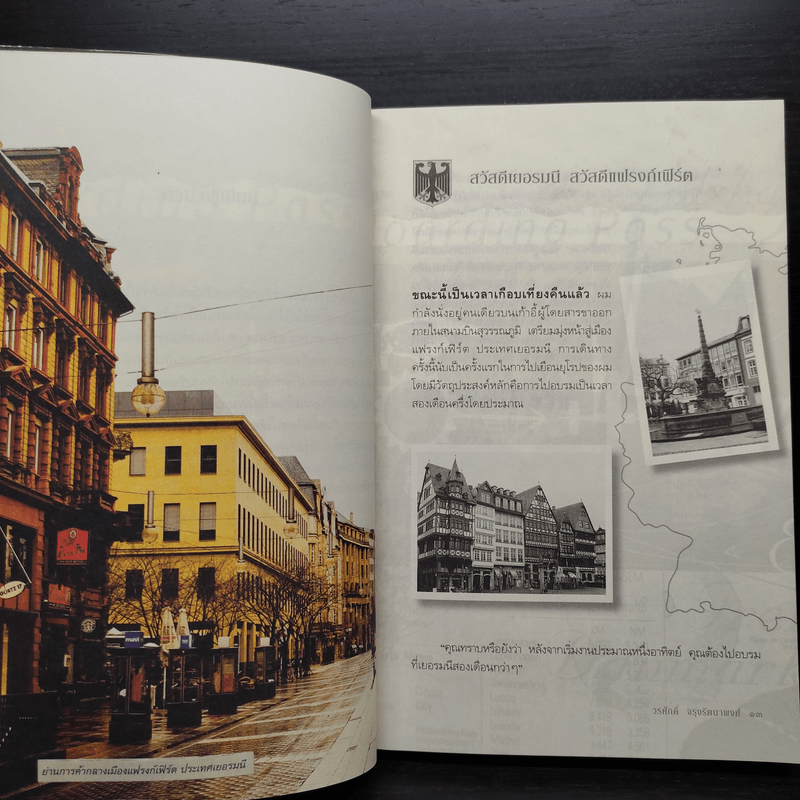 GÖRTZ 17
ย่านการค้ากลางเมืองแฟรงก์เฟิร์ต ประเทศเยอรมนี
สวัสดีเยอรมนี สวัสดีแฟรงก์เฟิร์ต
ขณะนี้เป็นเวลาเกือบเที่ยงคืนแล้ว ผม
กำลังนั่งอยู่คนเดียวบนเก้าอี้ผู้โดยสารขาออก
ภายในสนามบินสุวรรณภูมิ เตรียมมุ่งหน้าสู่เมือง
แฟรงก์เฟิร์ต ประเทศเยอรมนี การเดินทาง
ครั้งนี้นับเป็นครั้งแรกในการไปเยือนยุโรปของผม
โดยมีวัตถุประสงค์หลักคือการไปอบรมเป็นเวลา
สองเดือนครึ่งโดยประมาณ
"คุณทราบหรือยังว่า หลังจากเริ่มงานประมาณหนึ่งอาทิตย์ คุณต้องไปอบรม
ที่เยอรมนีสองเดือนกว่าๆ"
วรศักดิ์ จรุงรัตนาพงศ์ ๑๓